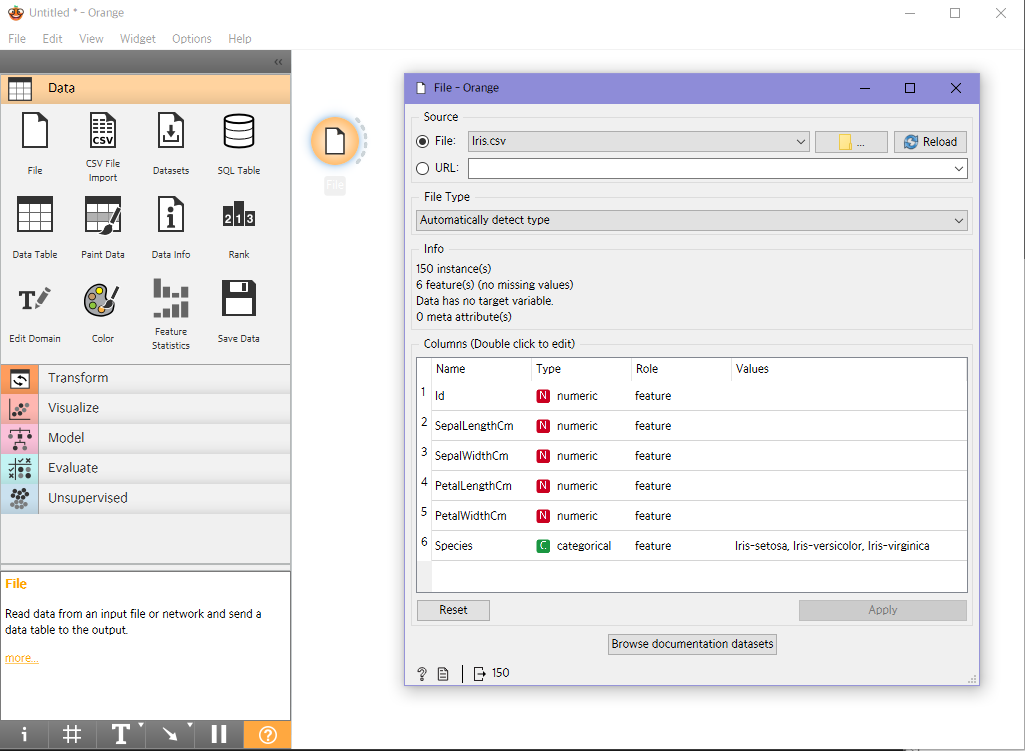 Untitled * - Orange
File Edit View Widget Options Help
Data
File
CSV File Import
Datasets
SQL Table
Data Table
Paint Data
Data Info
Rank
Edit Domain
Color
Feature Statistics
Save Data
Transform
Visualize
Model
Evaluate
Unsupervised
File
Read data from an input file or network and send a
data table to the output.
more...
File
File - Orange
Source
File: Iris.csv ... Reload
URL:
File Type
Automatically detect type
Info
150 instance(s)
6 feature(s) (no missing values)
Data has no target variable.
0 meta attribute(s)
Columns (Double click to edit)
Name Type Role Values
1 Id N numeric feature
2 SepalLengthCm N numeric feature
3 SepalWidthCm N numeric feature
4 PetalLengthCm N numeric feature
5 PetalWidthCm N numeric feature
6 Species C categorical feature Iris-setosa, Iris-versicolor, Iris-virginica
Reset Apply
Browse documentation datasets
? 150